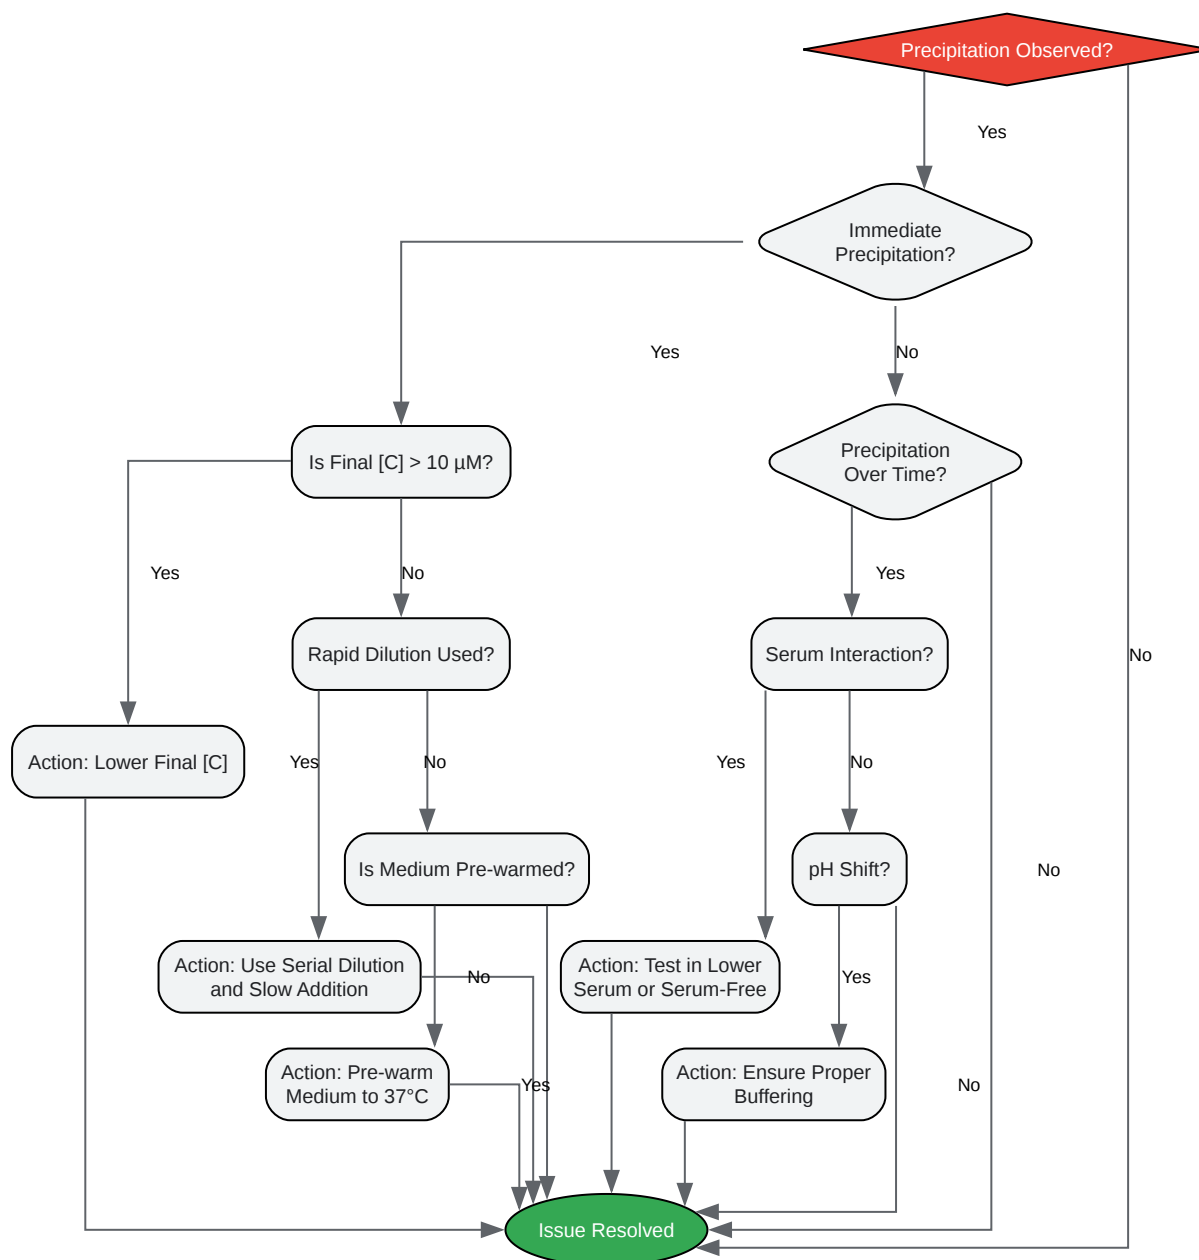 Precipitation Observed?
Yes
Immediate
Precipitation?
Yes
No
Is Final [C] > 10 µM?
Precipitation
Over Time?
Yes
No
Yes
Rapid Dilution Used?
Serum Interaction?
No
Action: Lower Final [C]
Yes
No
Yes
No
Is Medium Pre-warmed?
pH Shift?
No
Action: Use Serial Dilution
and Slow Addition
No
Action: Test in Lower
Serum or Serum-Free
Yes
Action: Pre-warm
Medium to 37°C
Yes
Action: Ensure Proper
Buffering
No
Issue Resolved